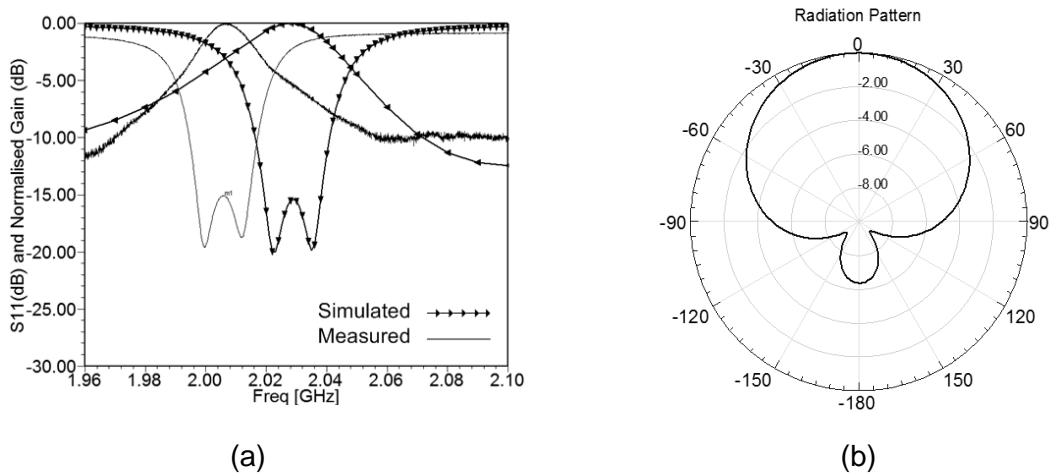 S11(dB) and Normalised Gain (dB)
0.00
-5.00
-10.00
-15.00
-20.00
-25.00
-30.00
m1
Simulated
Measured
1.96 1.98 2.00 2.02 2.04 2.06 2.08 2.10
Freq [GHz]
(a)
Radiation Pattern
0
-30 30
-60 60
-90 90
-120 120
-150 150
-180
-2.00
-4.00
-6.00
-8.00
(b)